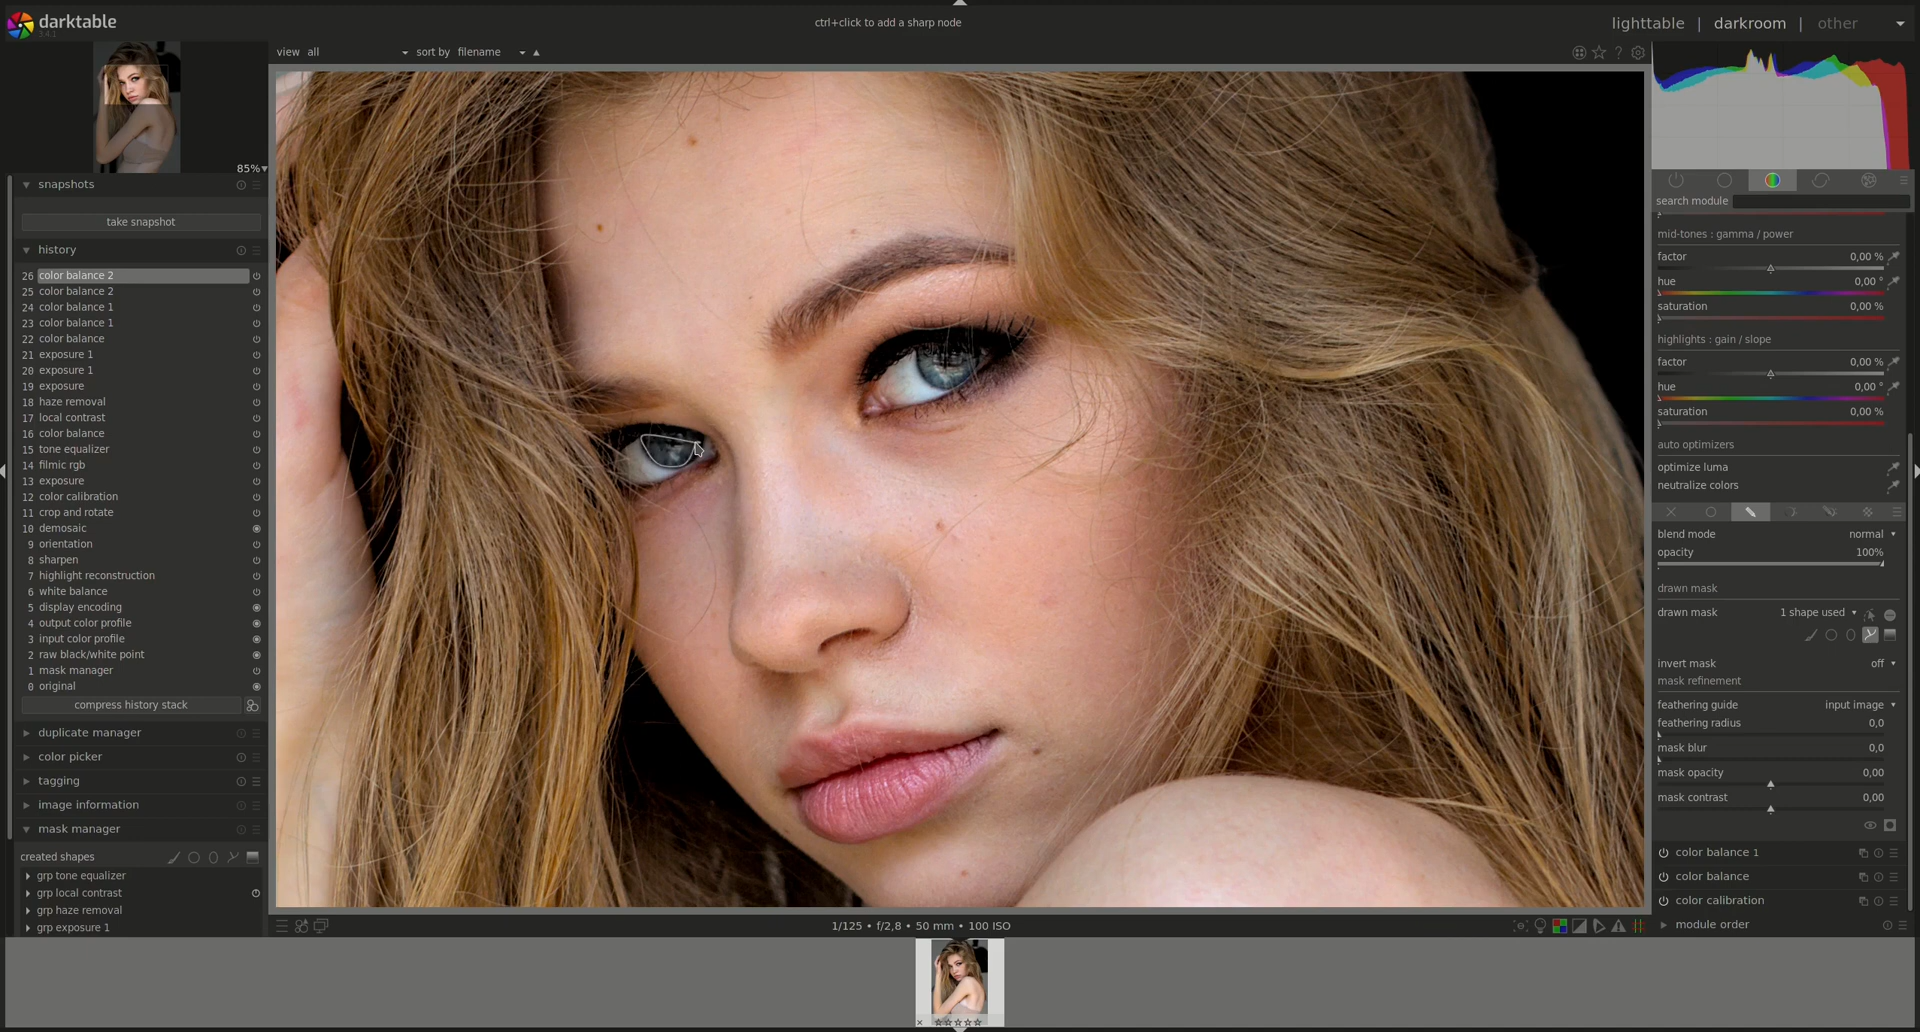 darktable
3.4.1
ctrl+click to add a sharp node
lighttable | darkroom | other
view all sort by filename
85%
snapshots
take snapshot
history
26 color balance 2
25 color balance 2
24 color balance 1
23 color balance 1
22 color balance
21 exposure 1
20 exposure 1
19 exposure
18 haze removal
17 local contrast
16 color balance
15 tone equalizer
14 filmic rgb
13 exposure
12 color calibration
11 crop and rotate
10 demosaic
9 orientation
8 sharpen
7 highlight reconstruction
6 white balance
5 display encoding
4 output color profile
3 input color profile
2 raw black/white point
1 mask manager
0 original
compress history stack
duplicate manager
color picker
tagging
image information
mask manager
created shapes
grp tone equalizer
grp local contrast
grp haze removal
grp exposure 1
1/125 • f/2,8 • 50 mm • 100 ISO
search module
mid-tones : gamma / power
factor 0,00 %
hue 0,00 °
saturation 0,00 %
highlights : gain / slope
factor 0,00 %
hue 0,00 °
saturation 0,00 %
auto optimizers
optimize luma
neutralize colors
blend mode normal
opacity 100%
drawn mask
drawn mask 1 shape used
invert mask off
mask refinement
feathering guide input image
feathering radius 0,0
mask blur 0,0
mask opacity 0,00
mask contrast 0,00
color balance 1
color balance
color calibration
module order